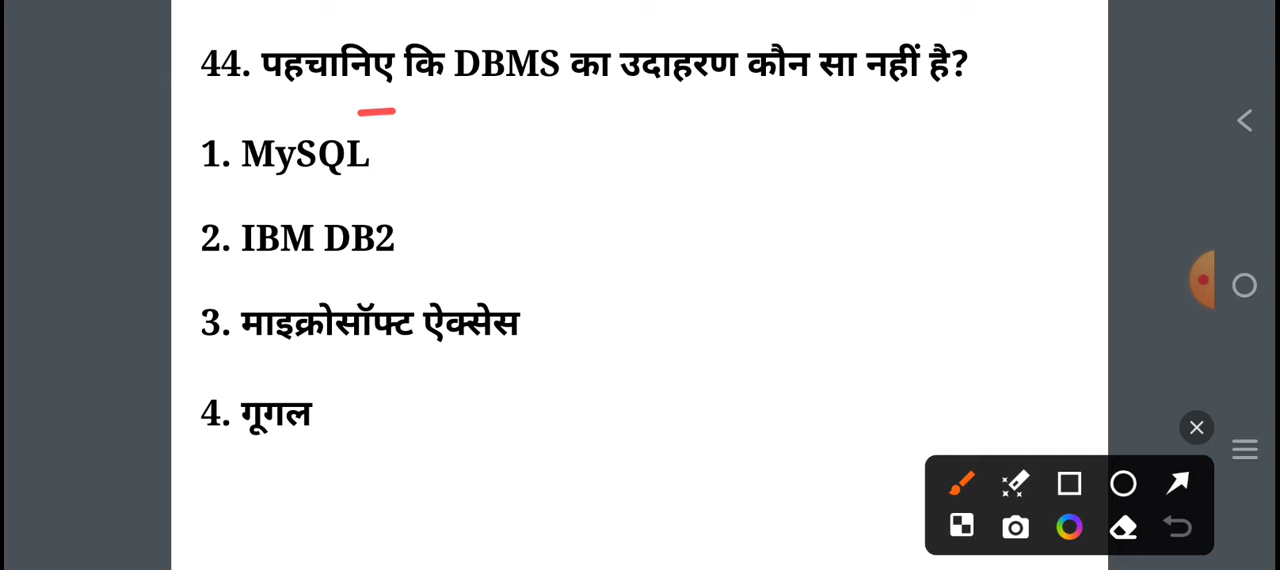 44. पहचानिए कि DBMS का उदाहरण कौन सा नहीं है?
1. MySQL
2. IBM DB2
3. माइक्रोसॉफ्ट ऐक्सेस
4. गूगल